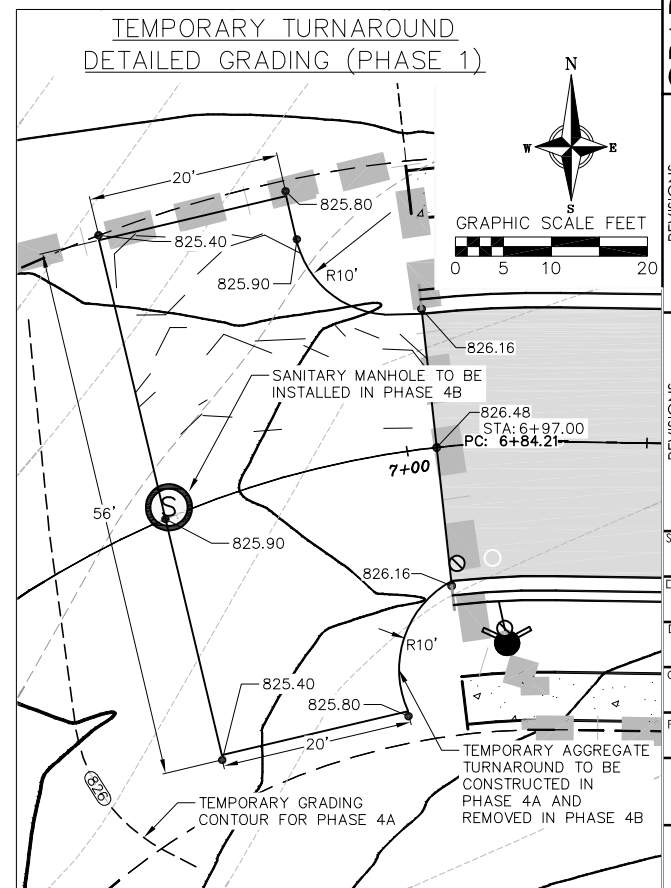 TEMPORARY TURNAROUND
DETAILED GRADING (PHASE 1)
N
W
E
S
GRAPHIC SCALE FEET
0 5 10 20
20'
825.80
825.40
825.90
R10'
826.16
SANITARY MANHOLE TO BE
INSTALLED IN PHASE 4B
826.48
STA: 6+97.00
PC: 6+84.21
7+00
56'
S
825.90
826.16
R10'
825.40
825.80
20'
826
TEMPORARY GRADING
CONTOUR FOR PHASE 4A
TEMPORARY AGGREGATE
TURNAROUND TO BE
CONSTRUCTED IN
PHASE 4A AND
REMOVED IN PHASE 4B
REVISIONS